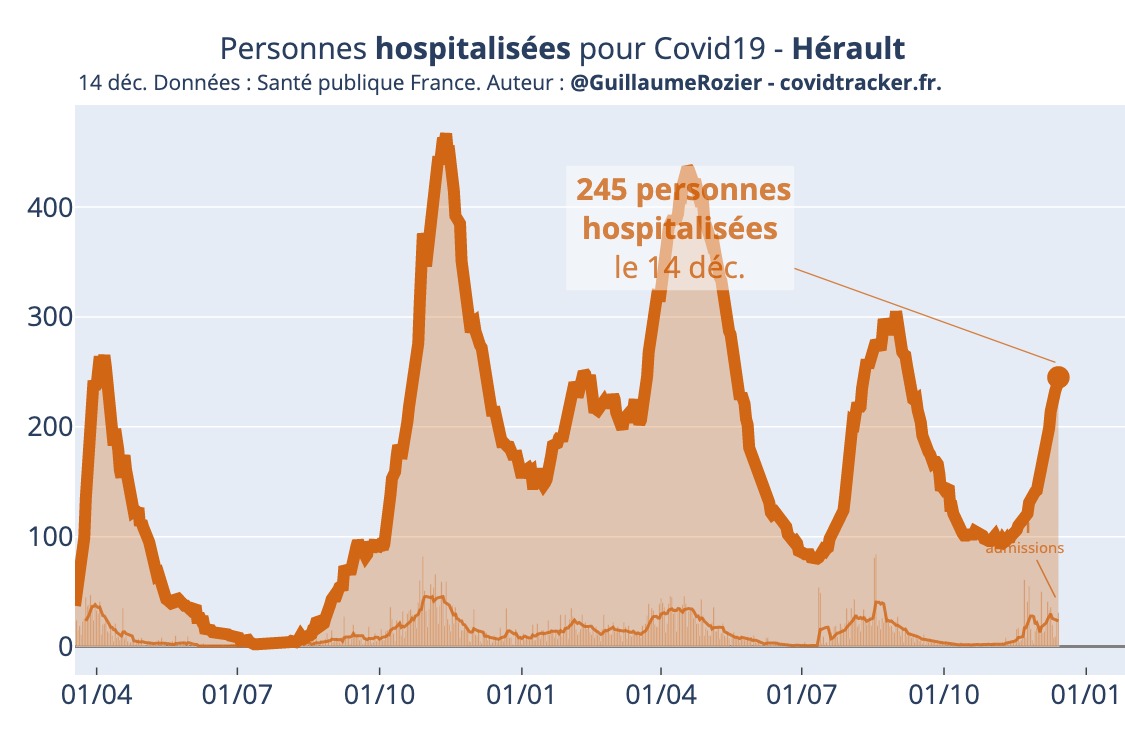 Personnes hospitalisées pour Covid19 - Hérault
14 déc. Données : Santé publique France. Auteur : @GuillaumeRozier - covidtracker.fr.
245 personnes
hospitalisées
le 14 déc.
400
300
200
100
admissions
0
01/04 01/07 01/10 01/01 01/04 01/07 01/10 01/01